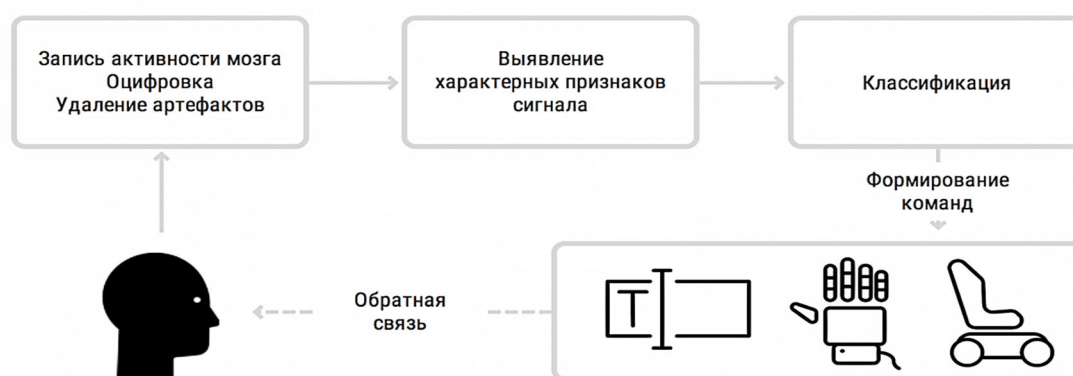 Запись активности мозга
Оцифровка
Удаление артефактов
Выявление
характерных признаков
сигнала
Классификация
Формирование
команд
Обратная
связь
T